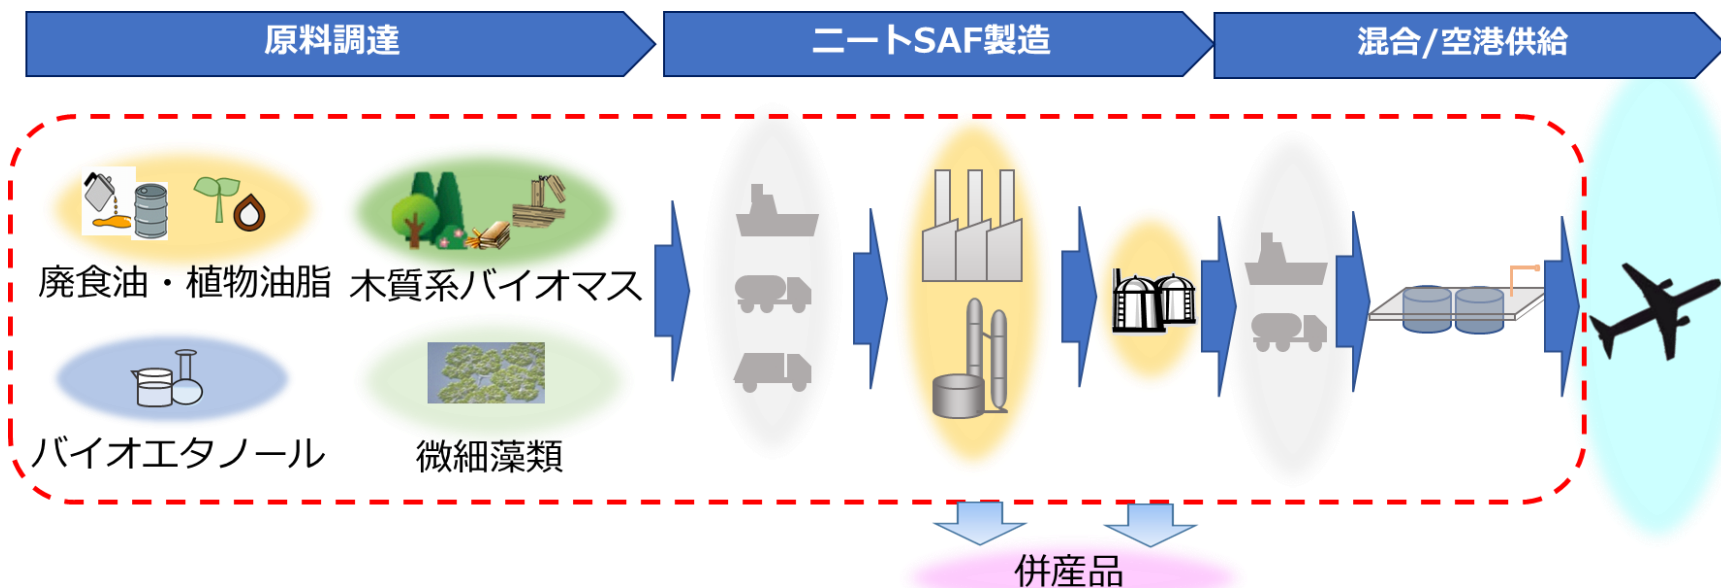 原料調達
ニートSAF製造
混合/空港供給
廃食油・植物油脂
木質系バイオマス
バイオエタノール
微細藻類
併産品